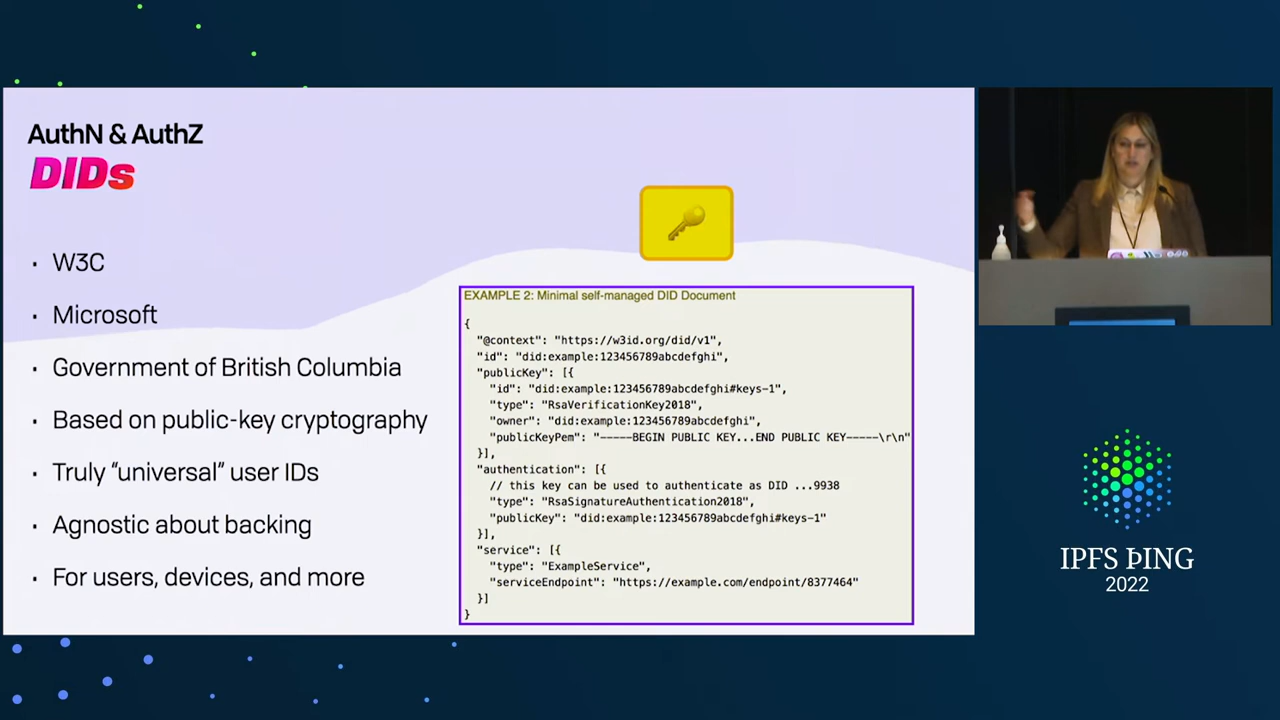 AuthN & AuthZ
DIDs
· W3C
· Microsoft
· Government of British Columbia
· Based on public-key cryptography
· Truly “universal” user IDs
· Agnostic about backing
· For users, devices, and more
EXAMPLE 2: Minimal self-managed DID Document
{
"@context": "https://w3id.org/did/v1",
"id": "did:example:123456789abcdefghi",
"publicKey": [{
"id": "did:example:123456789abcdefghi#keys-1",
"type": "RsaVerificationKey2018",
"owner": "did:example:123456789abcdefghi",
"publicKeyPem": "-----BEGIN PUBLIC KEY...END PUBLIC KEY-----\r\n"
}],
"authentication": [{
// this key can be used to authenticate as DID ...9938
"type": "RsaSignatureAuthentication2018",
"publicKey": "did:example:123456789abcdefghi#keys-1"
}],
"service": [{
"type": "ExampleService",
"serviceEndpoint": "https://example.com/endpoint/8377464"
}]
}
IPFS ÞING
2022